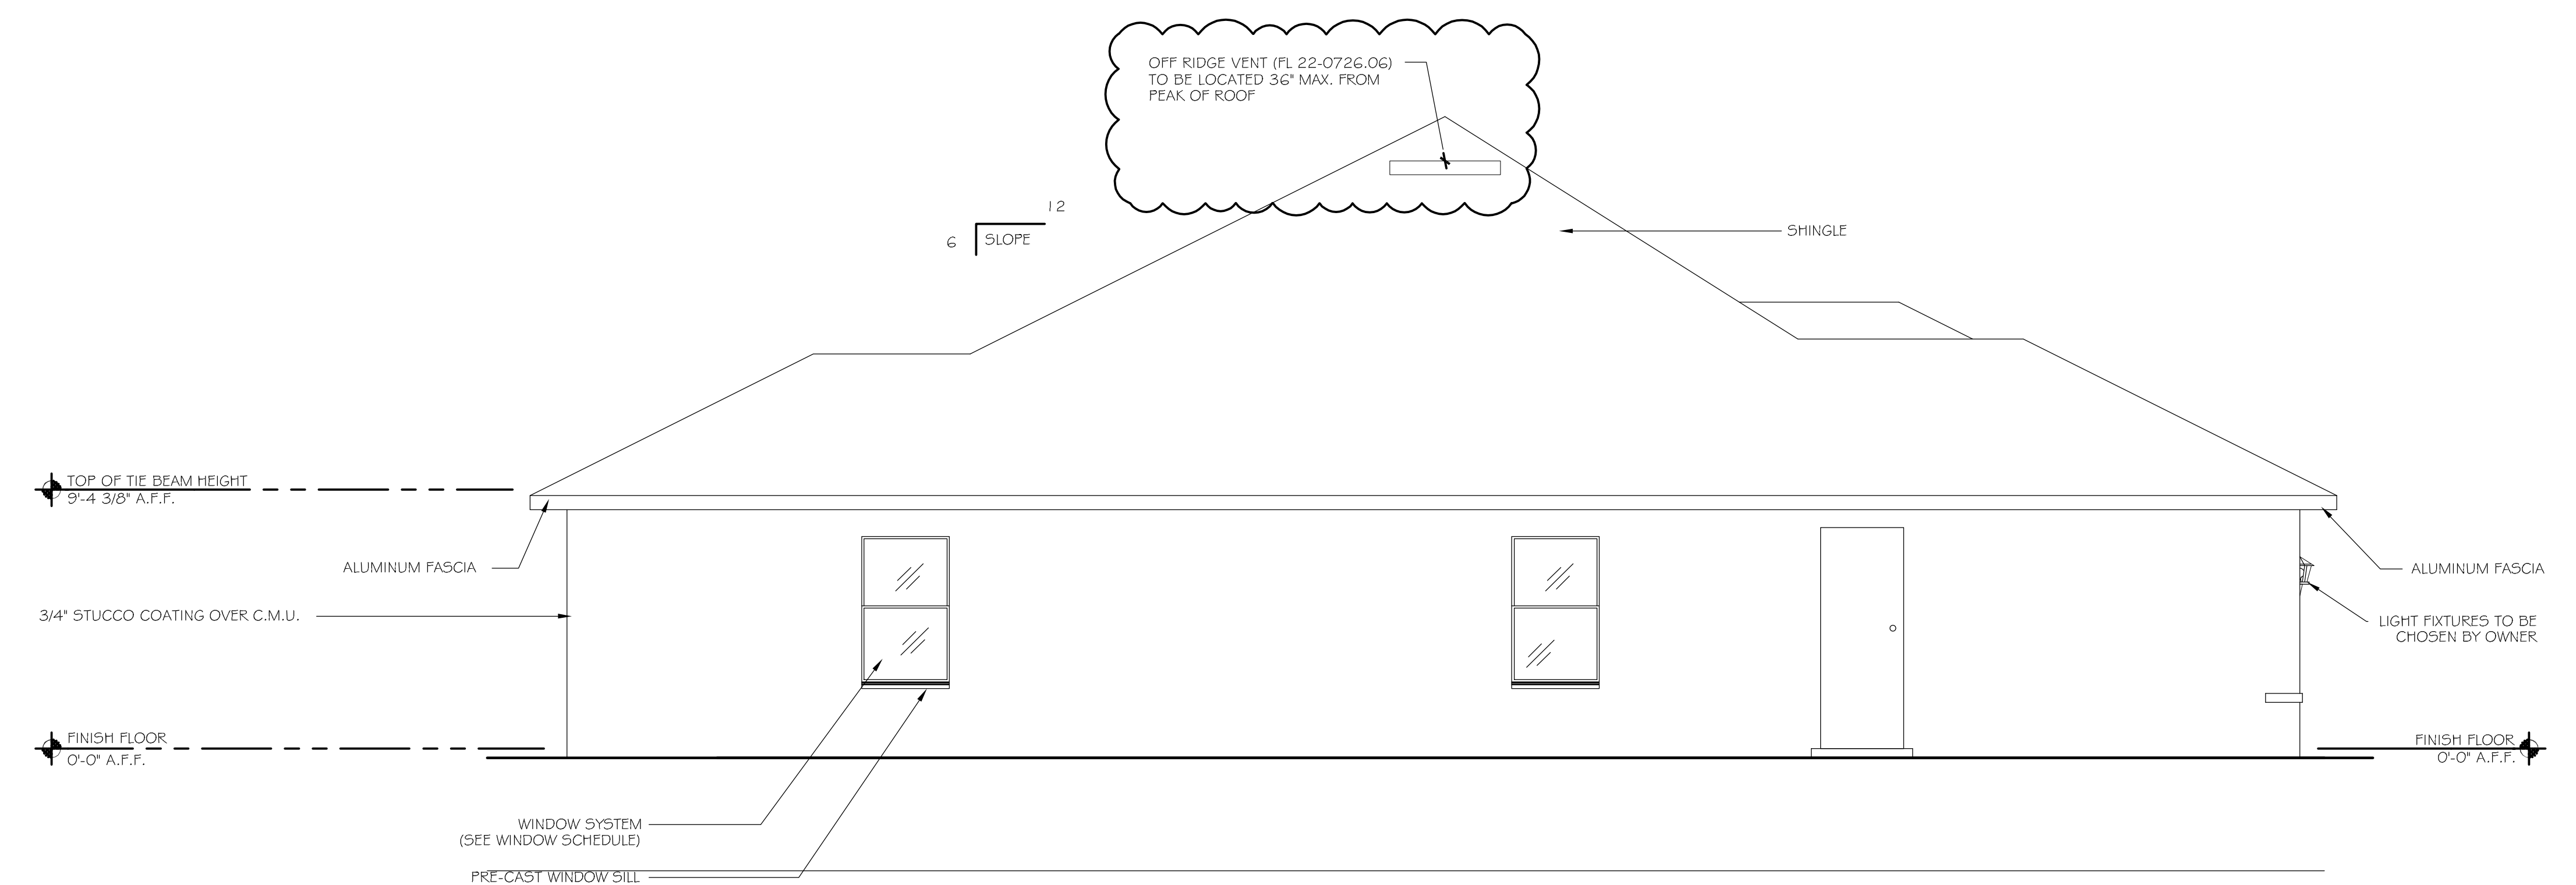 OFF RIDGE VENT (FL 22-0726.06)
TO BE LOCATED 36" MAX. FROM
PEAK OF ROOF
12
6
SLOPE
SHINGLE
TOP OF TIE BEAM HEIGHT
9'-4 3/8" A.F.F.
ALUMINUM FASCIA
ALUMINUM FASCIA
3/4" STUCCO COATING OVER C.M.U.
LIGHT FIXTURES TO BE
CHOSEN BY OWNER
FINISH FLOOR
0'-0" A.F.F.
FINISH FLOOR
0'-0" A.F.F.
WINDOW SYSTEM
(SEE WINDOW SCHEDULE)
PRE-CAST WINDOW SILL